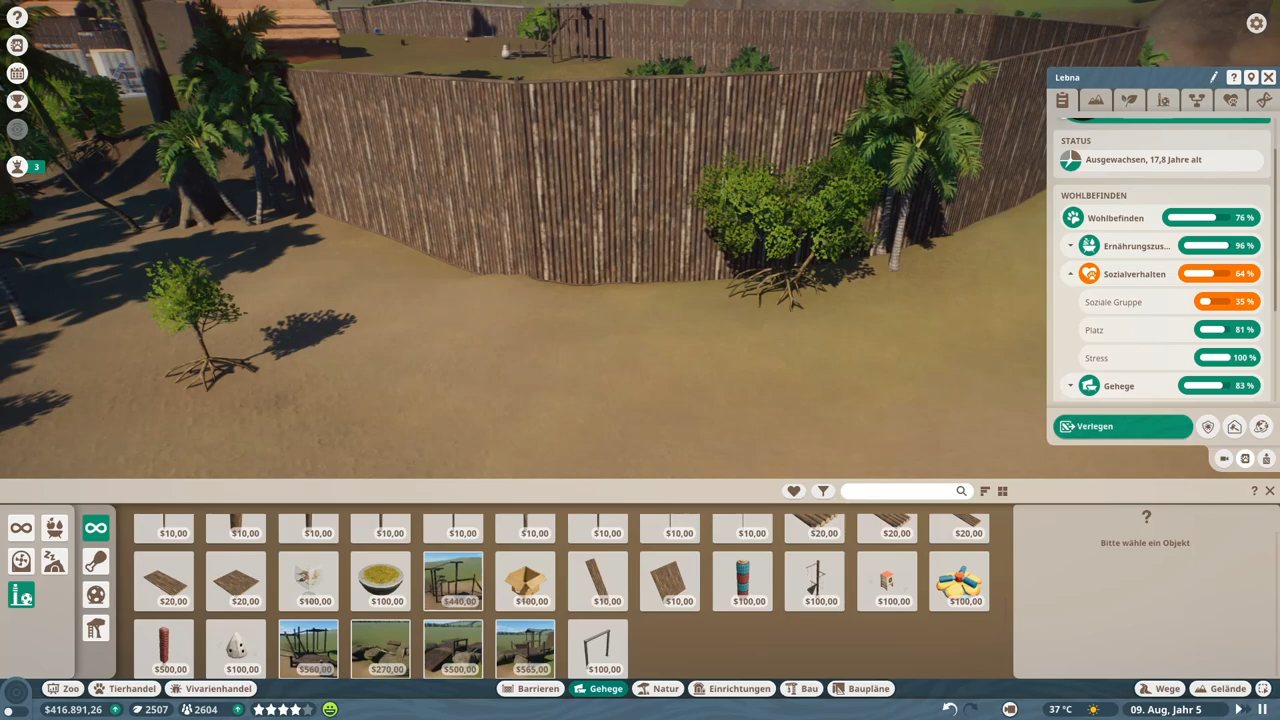 ?
3
Lebna
?
STATUS
Ausgewachsen, 17,8 Jahre alt
WOHLBEFINDEN
Wohlbefinden 76 %
Ernährungszus... 96 %
Sozialverhalten 64 %
Soziale Gruppe 35 %
Platz 81 %
Stress 100 %
Gehege 83 %
Verlegen
?
$10,00 $10,00 $10,00 $10,00 $10,00 $10,00 $10,00 $10,00 $10,00 $20,00 $20,00 $20,00
$20,00 $20,00 $100,00 $100,00 $440,00 $100,00 $10,00 $10,00 $100,00 $100,00 $100,00 $100,00
$500,00 $100,00 $560,00 $270,00 $500,00 $565,00 $100,00
?
Bitte wähle ein Objekt
Zoo Tierhandel Vivarienhandel Barrieren Gehege Natur Einrichtungen Bau Baupläne Wege Gelände
$416.891,26 2507 2604 37 °C 09. Aug, Jahr 5